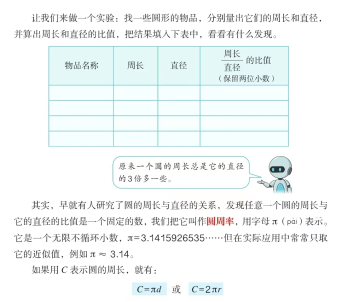 让我们来做一个实验：找一些圆形的物品，分别量出它们的周长和直径，
并算出周长和直径的比值，把结果填入下表中，看看有什么发现。
物品名称 周长 直径 周长/直径 的比值
（保留两位小数）
原来一个圆的周长总是它的直径
的3倍多一些。
其实，早就有人研究了圆的周长与直径的关系，发现任意一个圆的周长与
它的直径的比值是一个固定的数，我们把它叫作圆周率，用字母π（pài）表示。
它是一个无限不循环小数，π=3.1415926535……但在实际应用中常常只取
它的近似值，例如π≈3.14。
如果用C表示圆的周长，就有：
C=πd 或 C=2πr